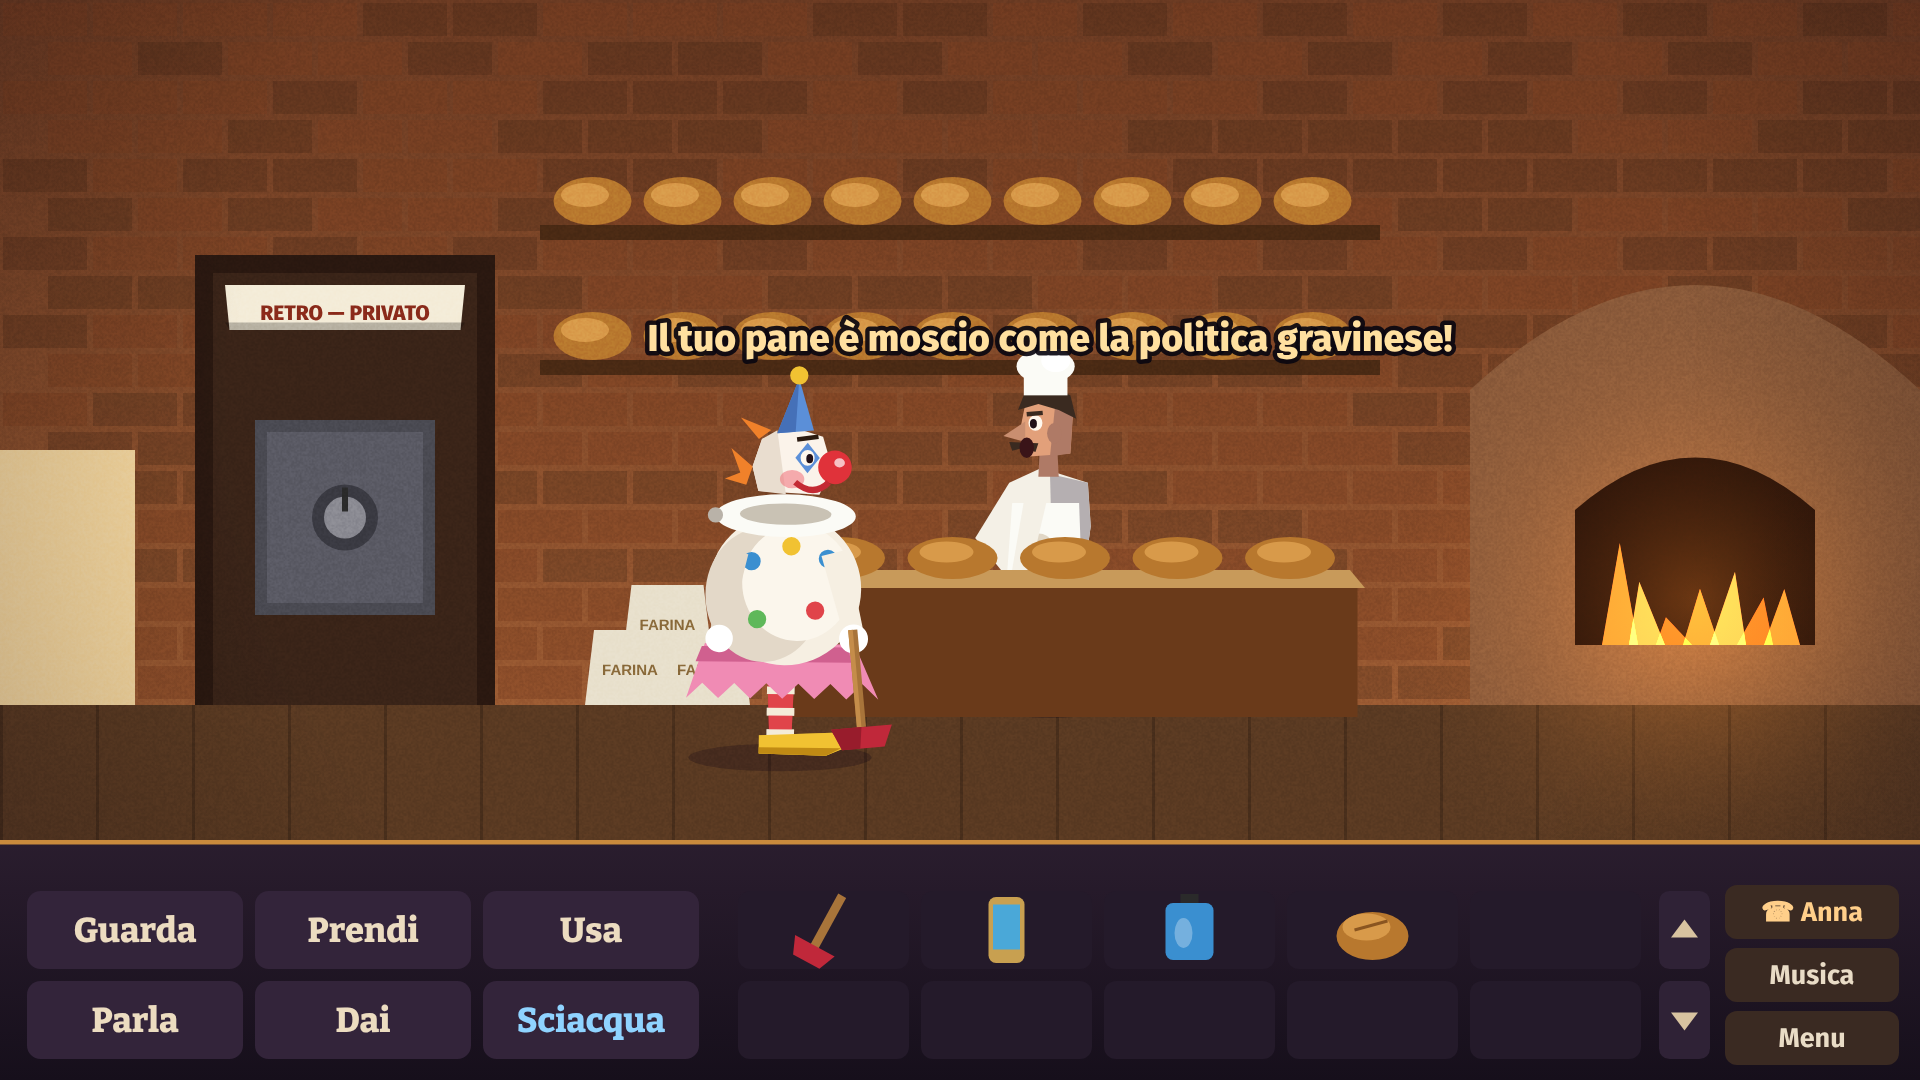 RETRO — PRIVATO
Il tuo pane è moscio come la politica gravinese!
FARINA
FARINA FA
Guarda
Prendi
Usa
☎ Anna
Musica
Parla
Dai
Sciacqua
Menu